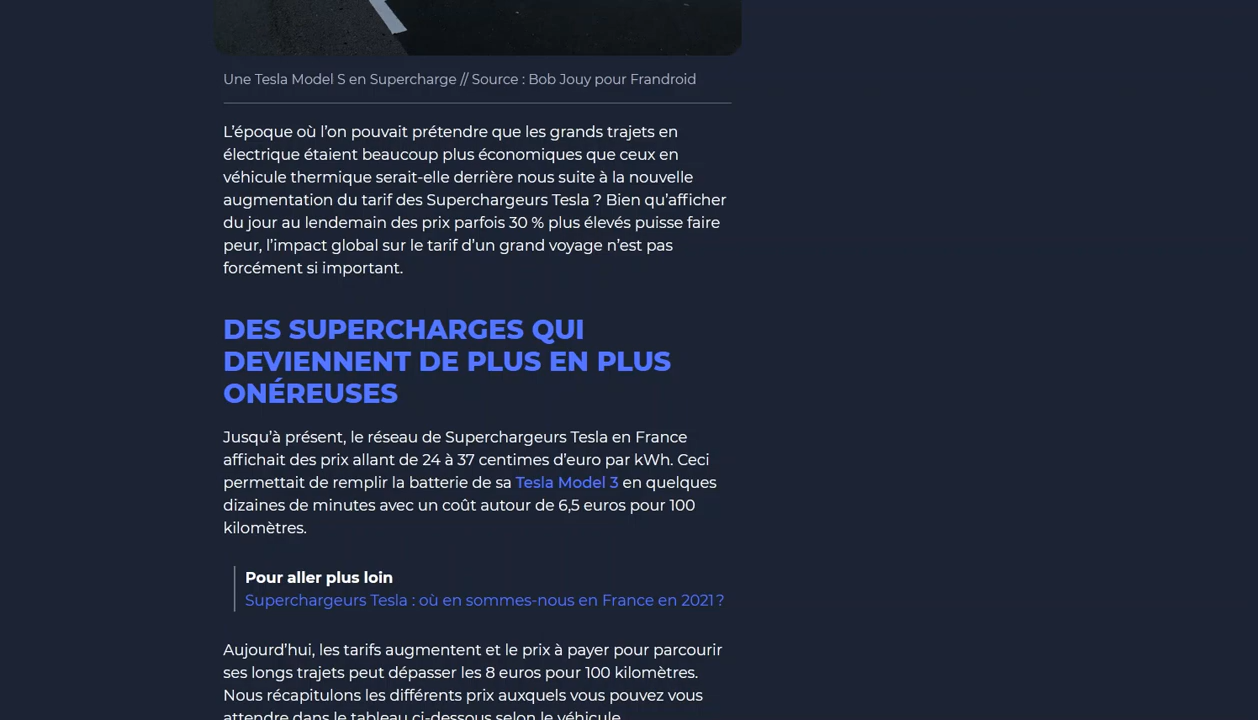 Une Tesla Model S en Supercharge // Source : Bob Jouy pour Frandroid
L’époque où l’on pouvait prétendre que les grands trajets en
électrique étaient beaucoup plus économiques que ceux en
véhicule thermique serait-elle derrière nous suite à la nouvelle
augmentation du tarif des Superchargeurs Tesla ? Bien qu’afficher
du jour au lendemain des prix parfois 30 % plus élevés puisse faire
peur, l’impact global sur le tarif d’un grand voyage n’est pas
forcément si important.
DES SUPERCHARGES QUI
DEVIENNENT DE PLUS EN PLUS
ONÉREUSES
Jusqu’à présent, le réseau de Superchargeurs Tesla en France
affichait des prix allant de 24 à 37 centimes d’euro par kWh. Ceci
permettait de remplir la batterie de sa Tesla Model 3 en quelques
dizaines de minutes avec un coût autour de 6,5 euros pour 100
kilomètres.
Pour aller plus loin
Superchargeurs Tesla : où en sommes-nous en France en 2021 ?
Aujourd’hui, les tarifs augmentent et le prix à payer pour parcourir
ses longs trajets peut dépasser les 8 euros pour 100 kilomètres.
Nous récapitulons les différents prix auxquels vous pouvez vous
attendre dans le tableau ci-dessous selon le véhicule.